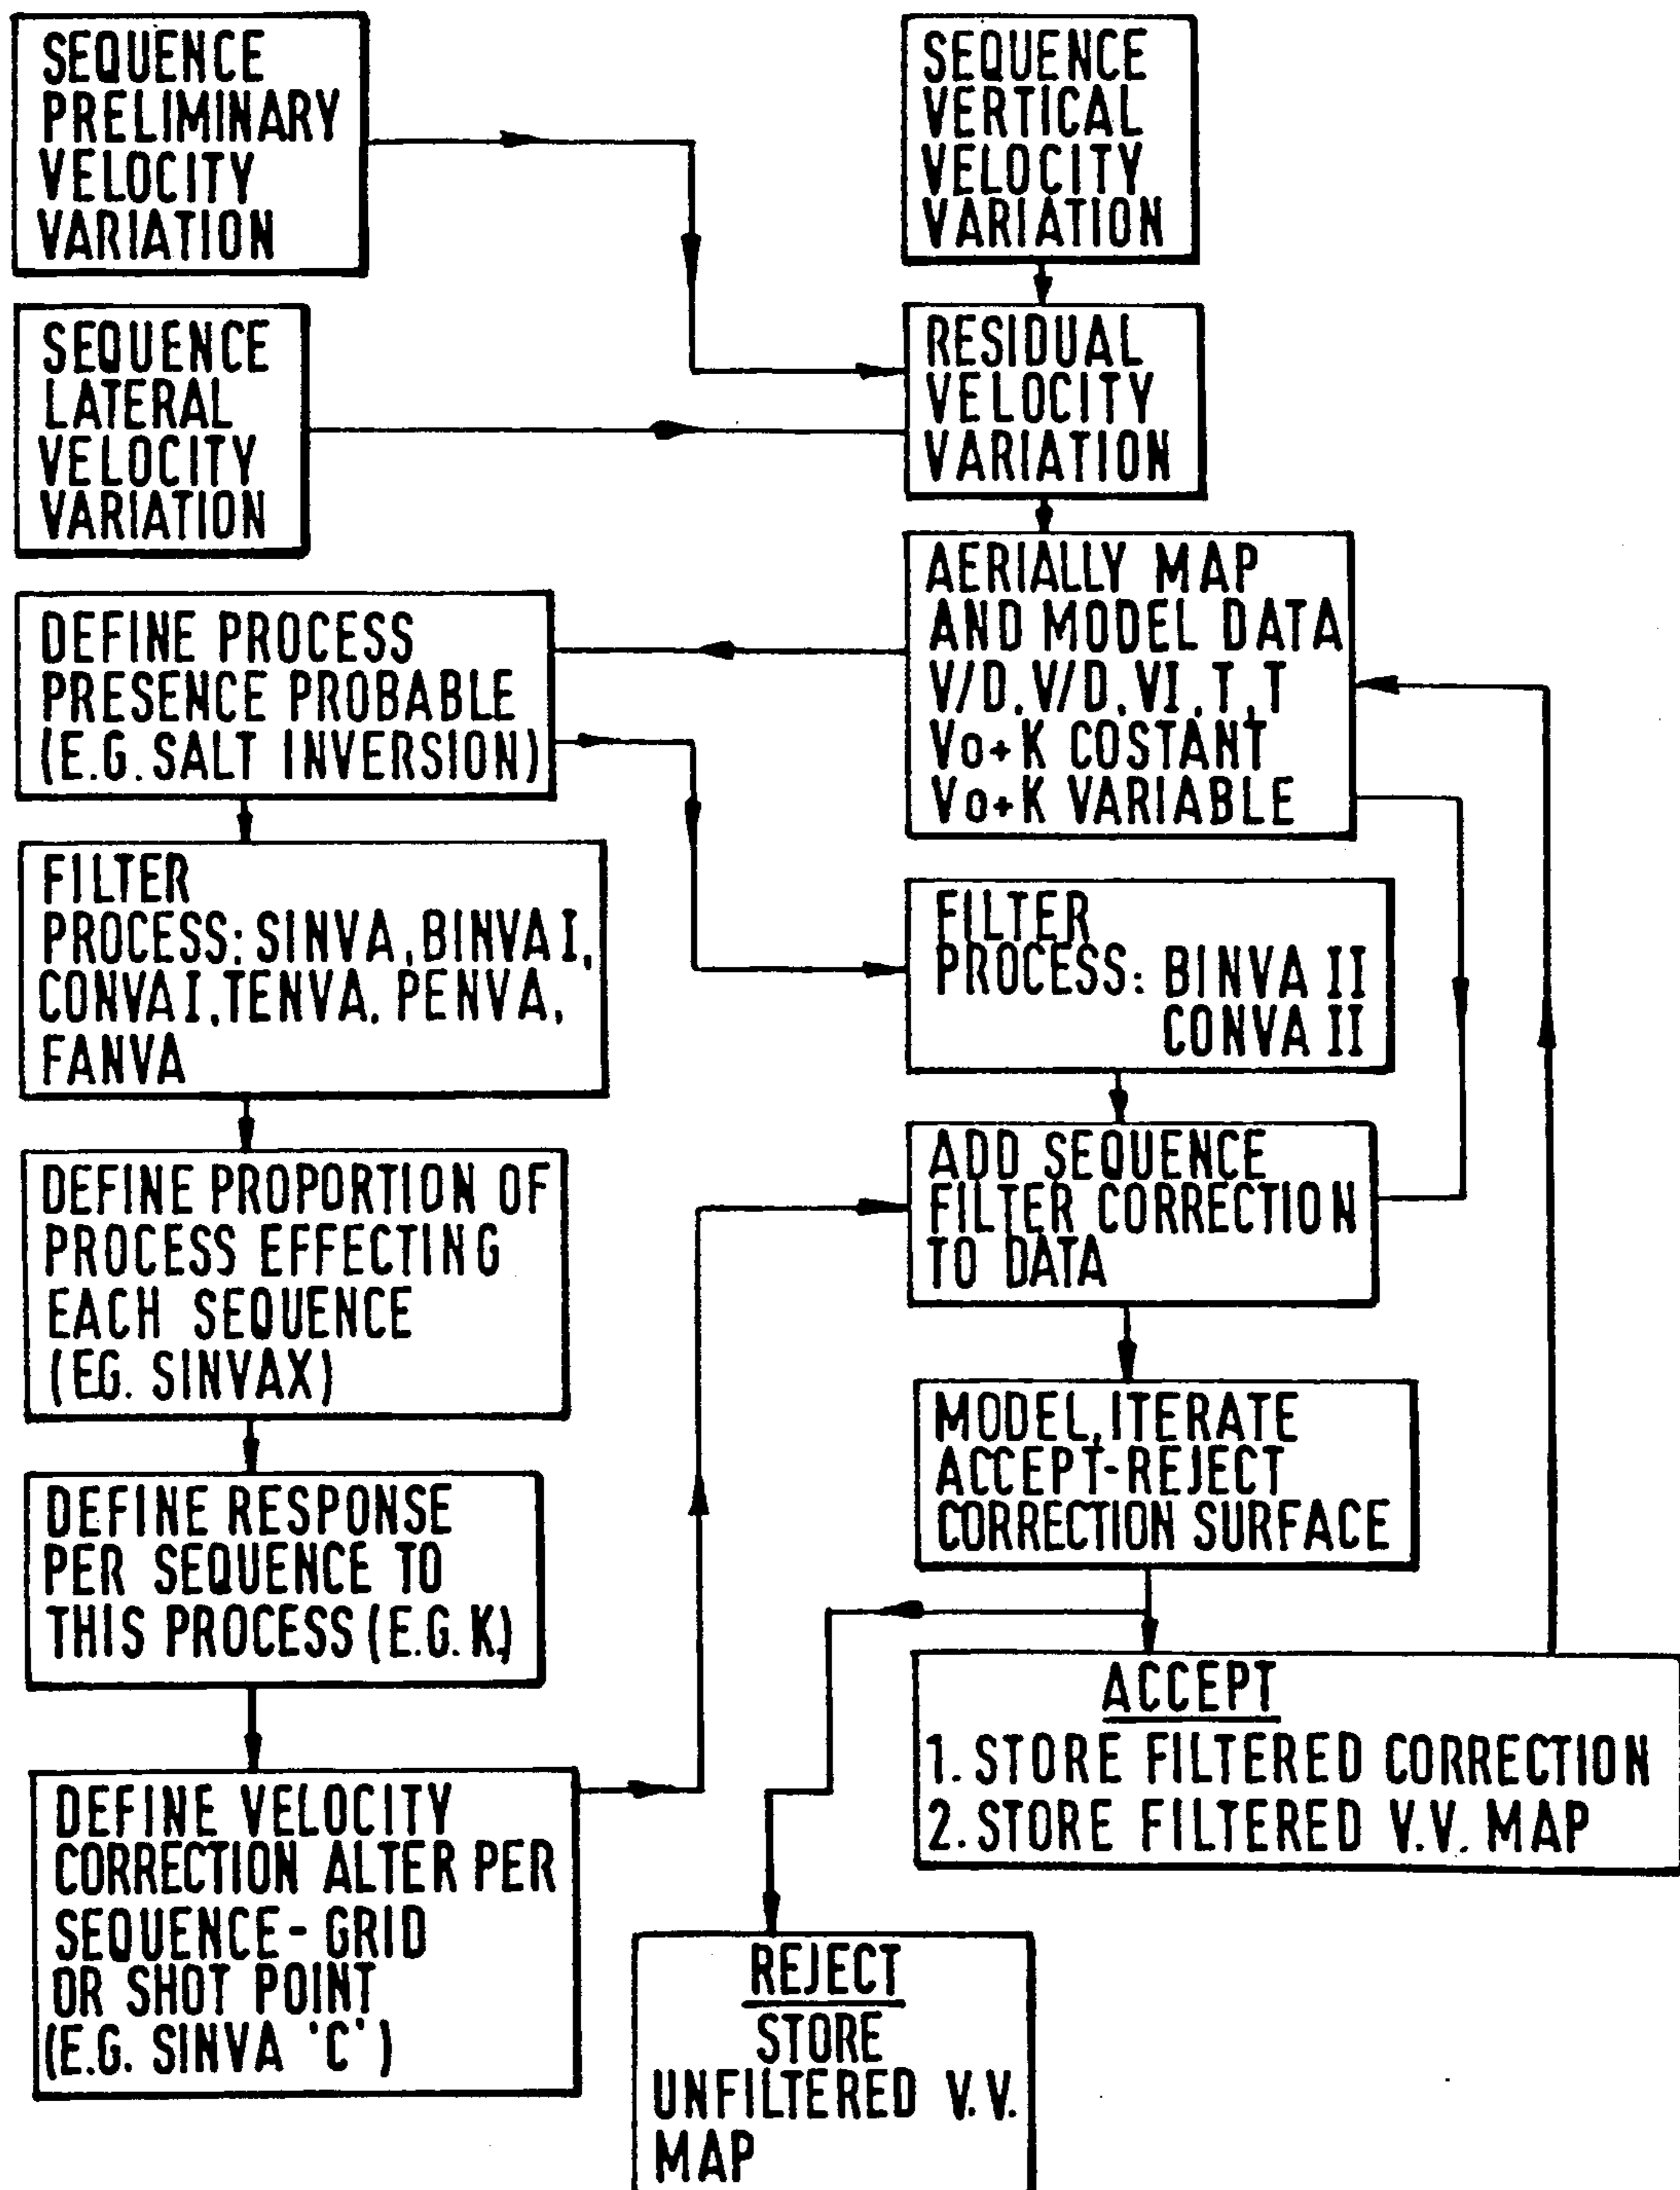 SEQUENCE
PRELIMINARY
VELOCITY
VARIATION
SEQUENCE
VERTICAL
VELOCITY
VARIATION
SEQUENCE
LATERAL
VELOCITY
VARIATION
RESIDUAL
VELOCITY
VARIATION
AERIALLY MAP
AND MODEL DATA
V/D.V/D.VI.T.T
Vo+K COSTANT
Vo+K VARIABLE
DEFINE PROCESS
PRESENCE PROBABLE
(E.G. SALT INVERSION)
FILTER
PROCESS: SINVA, BINVA I,
CONVA I, TENVA. PENVA,
FANVA
FILTER
PROCESS: BINVA II
CONVA II
DEFINE PROPORTION OF
PROCESS EFFECTING
EACH SEQUENCE
(EG. SINVAX)
ADD SEQUENCE
FILTER CORRECTION
TO DATA
DEFINE RESPONSE
PER SEQUENCE TO
THIS PROCESS (E.G. K.)
MODEL, ITERATE
ACCEPT-REJECT
CORRECTION SURFACE
DEFINE VELOCITY
CORRECTION ALTER PER
SEQUENCE-GRID
OR SHOT POINT
(E.G. SINVA 'C')
ACCEPT
1. STORE FILTERED CORRECTION
2. STORE FILTERED V.V. MAP
REJECT
STORE
UNFILTERED V.V.
MAP